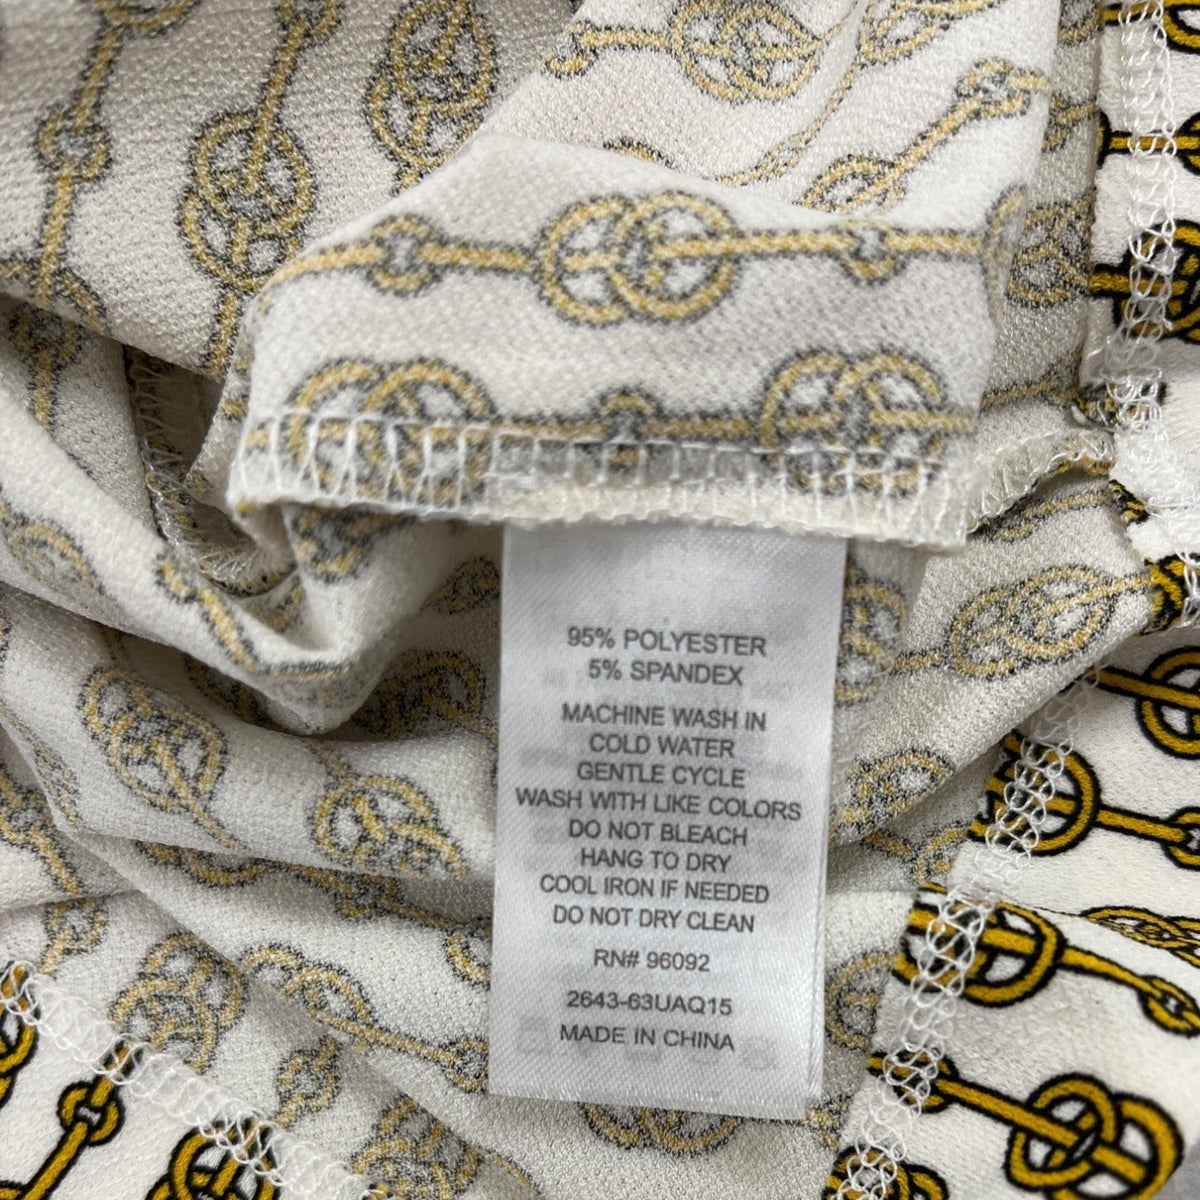 95% POLYESTER
5% SPANDEX
MACHINE WASH IN
COLD WATER
GENTLE CYCLE
WASH WITH LIKE COLORS
DO NOT BLEACH
HANG TO DRY
COOL IRON IF NEEDED
DO NOT DRY CLEAN
RN# 96092
2643-63UAQ15
MADE IN CHINA